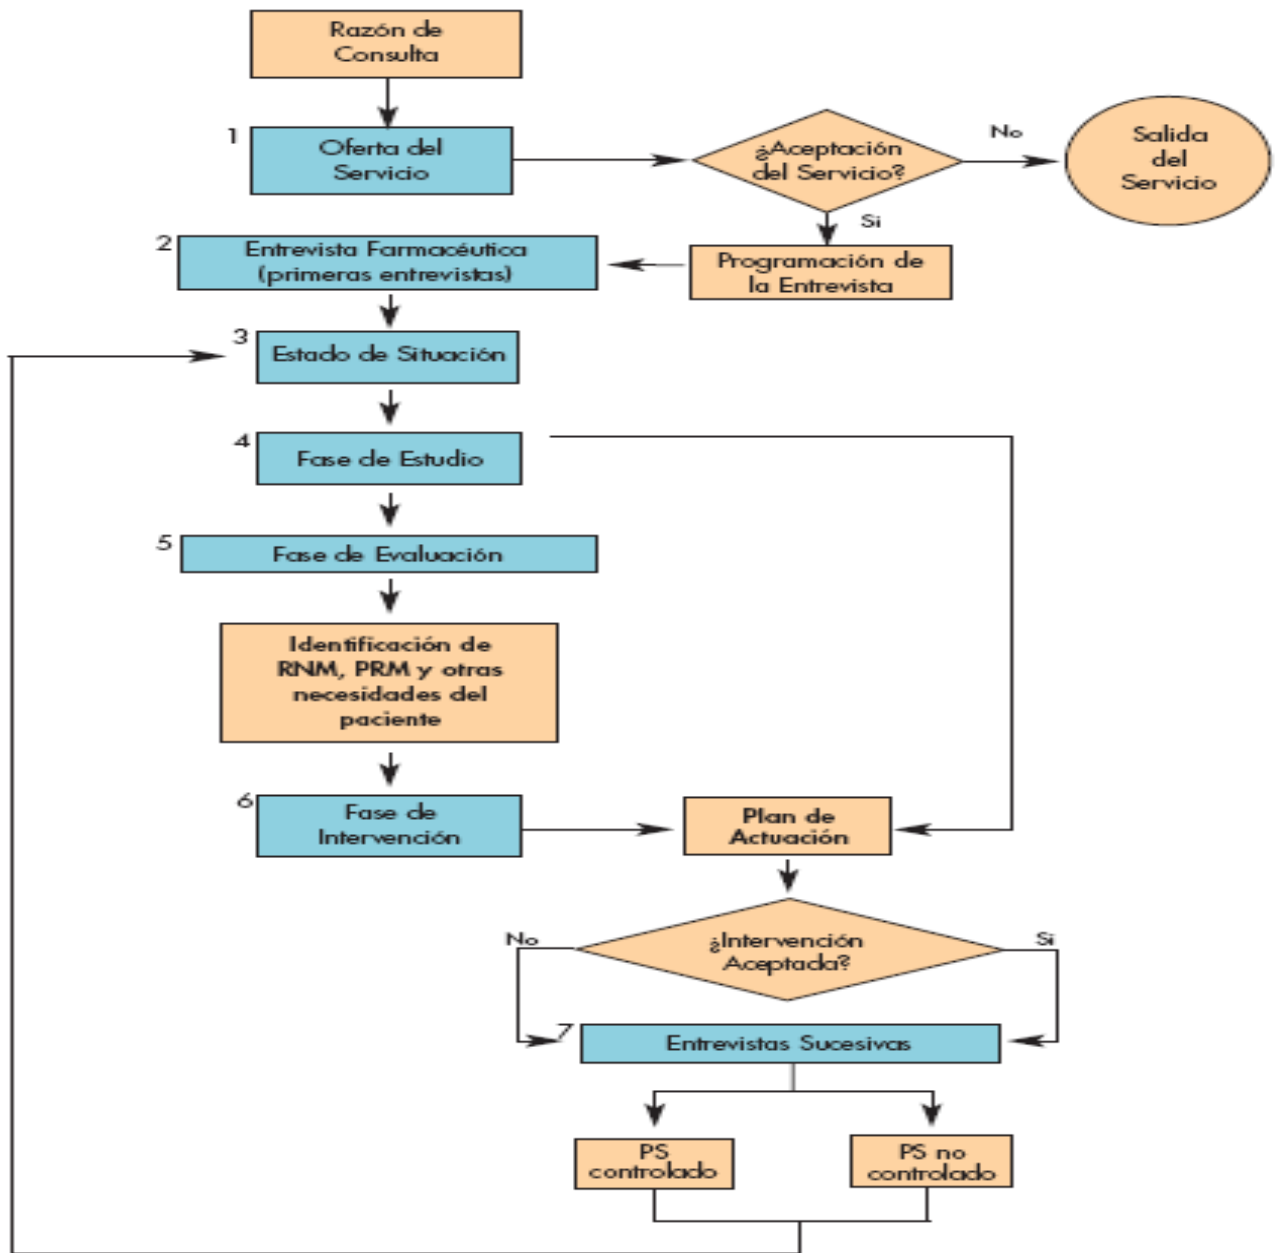 Razón de
Consulta
1
Oferta del
Servicio
¿Aceptación
del Servicio?
No
Salida
del
Servicio
Si
2
Entrevista Farmacéutica
(primeras entrevistas)
Programación de
la Entrevista
3
Estado de Situación
4
Fase de Estudio
5
Fase de Evaluación
Identificación de
RNM, PRM y otras
necesidades del
paciente
6
Fase de
Intervención
Plan de
Actuación
No
¿Intervención
Aceptada?
Si
7
Entrevistas Sucesivas
PS
controlado
PS no
controlado